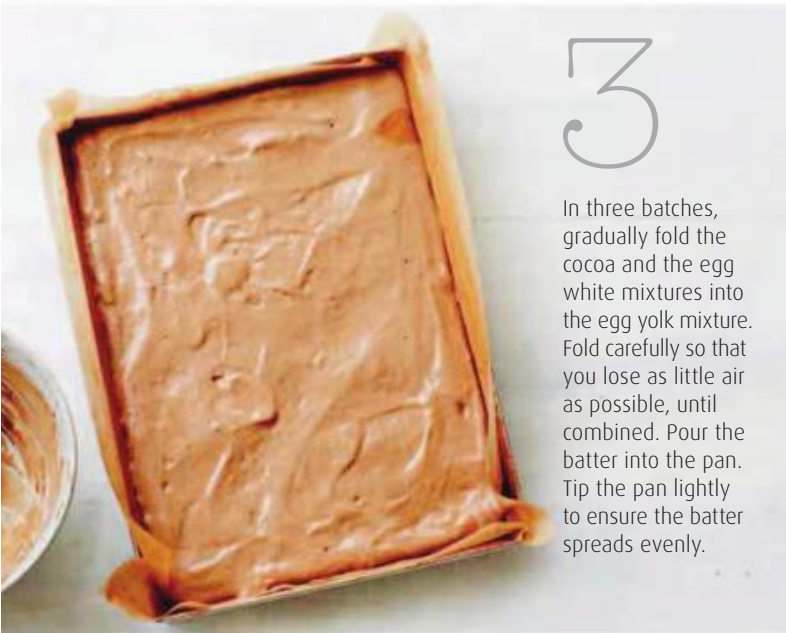 3
In three batches,
gradually fold the
cocoa and the egg
white mixtures into
the egg yolk mixture.
Fold carefully so that
you lose as little air
as possible, until
combined. Pour the
batter into the pan.
Tip the pan lightly
to ensure the batter
spreads evenly.